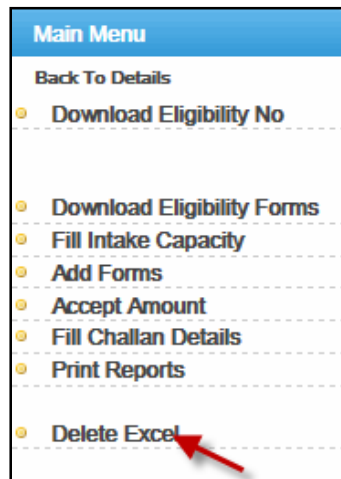 Main Menu
Back To Details
Download Eligibility No
Download Eligibility Forms
Fill Intake Capacity
Add Forms
Accept Amount
Fill Challan Details
Print Reports
Delete Excel